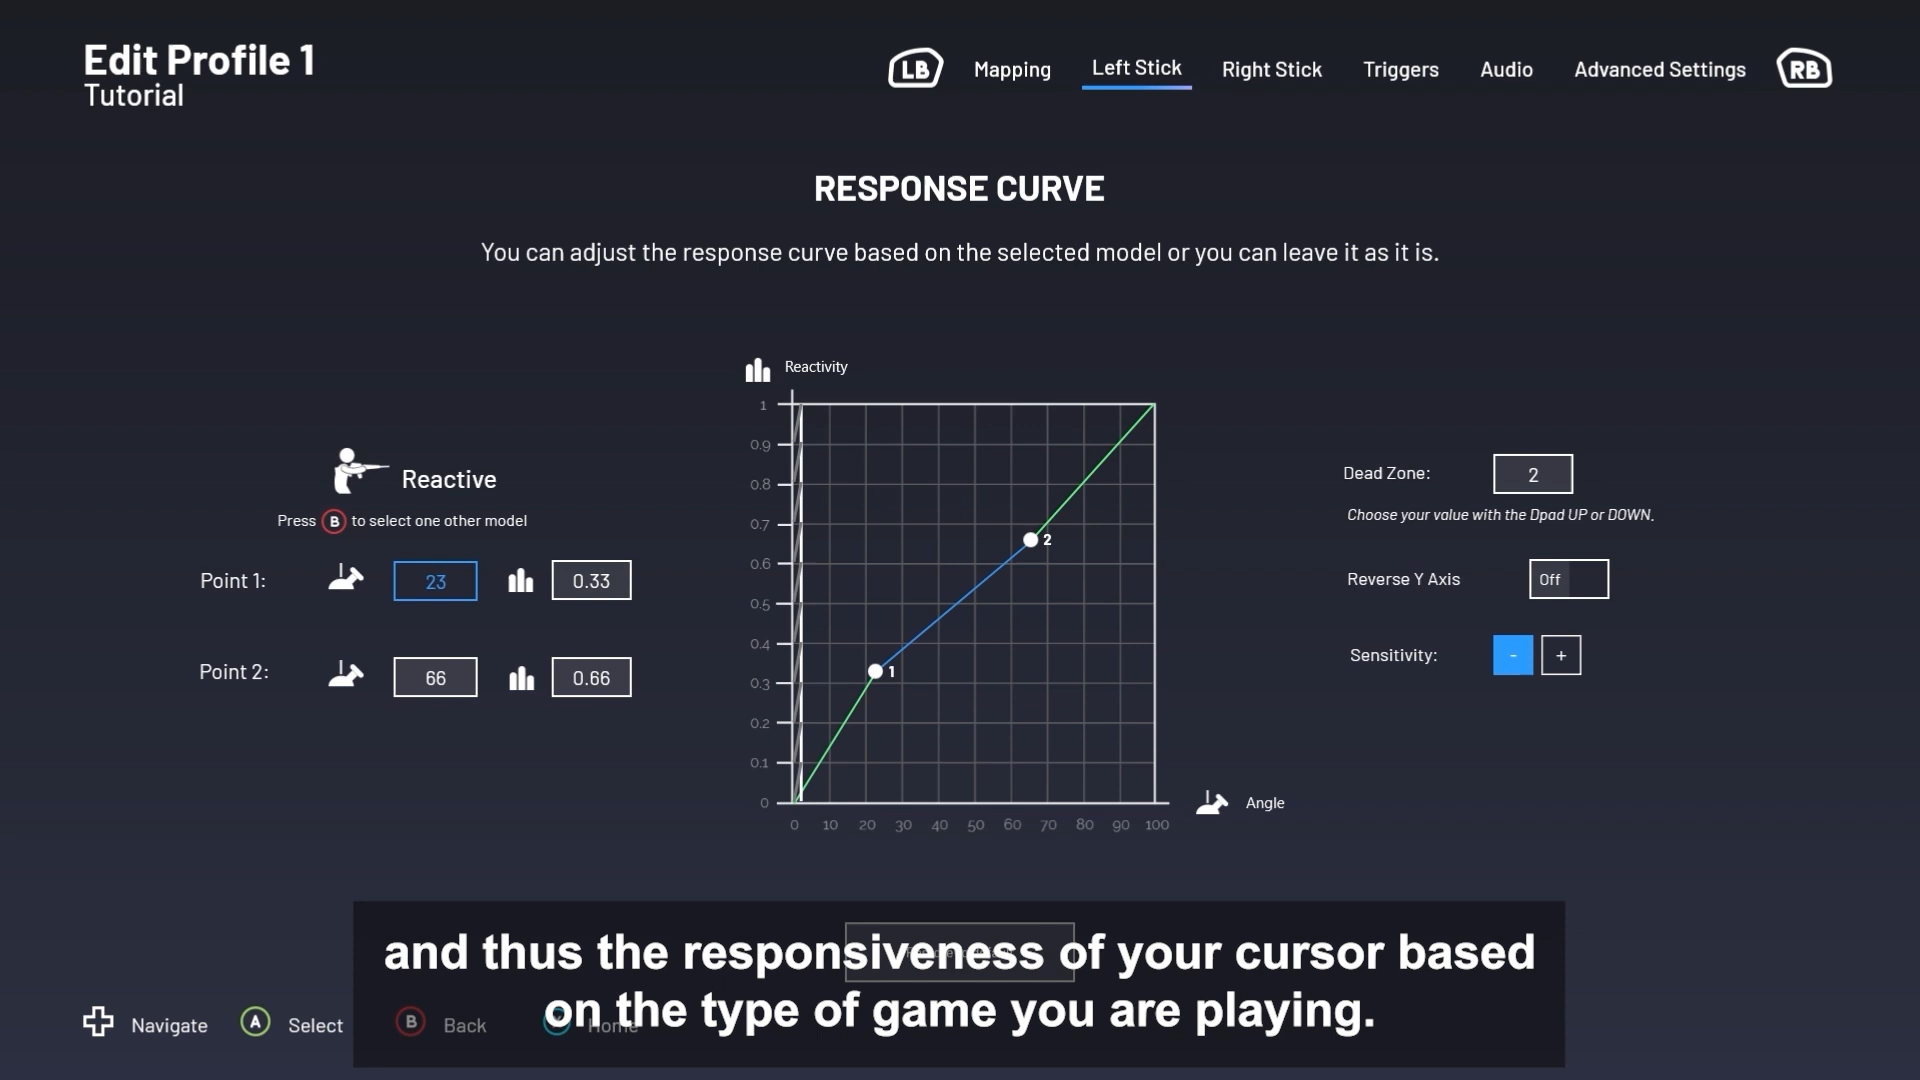 Edit Profile 1
Tutorial
LB Mapping Left Stick Right Stick Triggers Audio Advanced Settings RB
RESPONSE CURVE
You can adjust the response curve based on the selected model or you can leave it as it is.
Reactivity
Reactive
Press B to select one other model
Point 1: 23 0.33
Point 2: 66 0.66
1
0.9
0.8
0.7
0.6
0.5
0.4
0.3
0.2
0.1
0
2
1
0 10 20 30 40 50 60 70 80 90 100
Angle
Dead Zone: 2
Choose your value with the Dpad UP or DOWN.
Reverse Y Axis Off
Sensitivity: - +
and thus the responsiveness of your cursor based
on the type of game you are playing.
Navigate A Select B Back Home